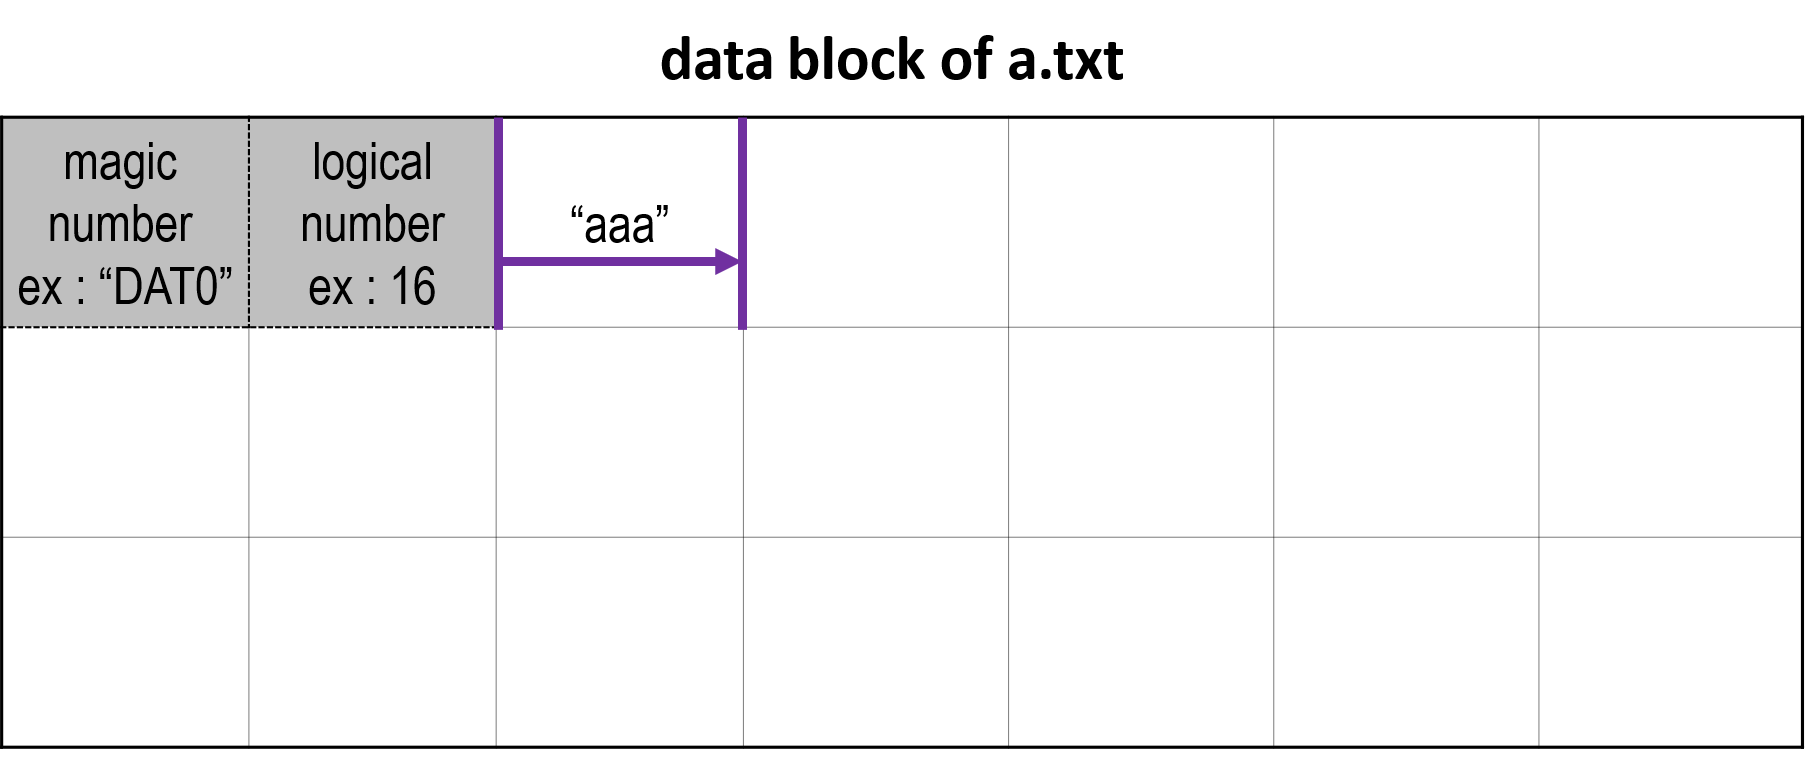 data block of a.txt
magic
number
ex : “DAT0”
logical
number
ex : 16
“aaa”